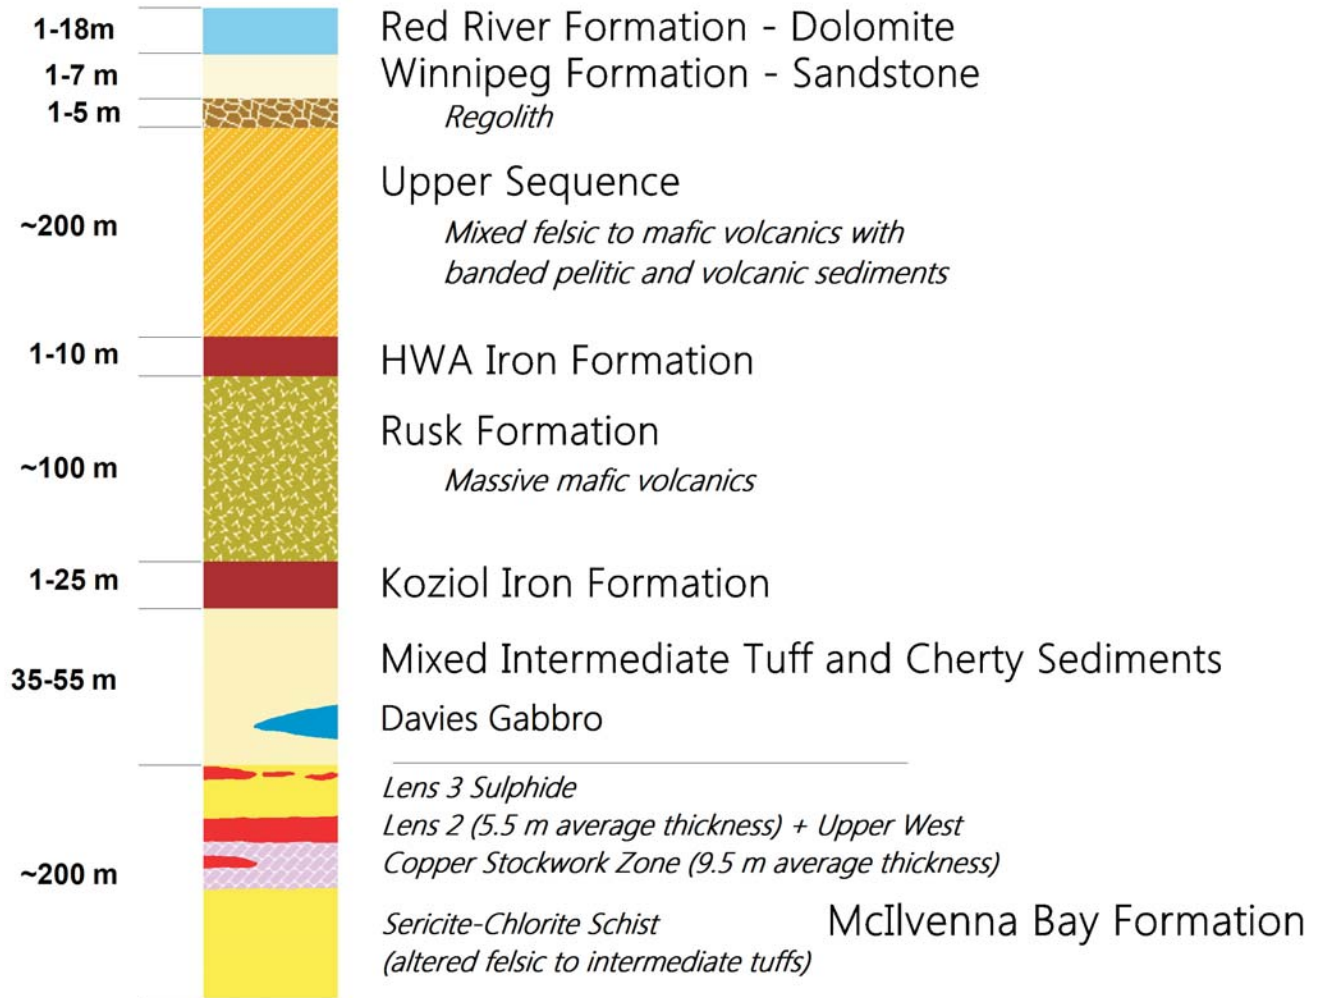 1-18m
Red River Formation - Dolomite
1-7 m
Winnipeg Formation - Sandstone
1-5 m
Regolith
Upper Sequence
~200 m
Mixed felsic to mafic volcanics with
banded pelitic and volcanic sediments
1-10 m
HWA Iron Formation
Rusk Formation
~100 m
Massive mafic volcanics
1-25 m
Koziol Iron Formation
Mixed Intermediate Tuff and Cherty Sediments
35-55 m
Davies Gabbro
Lens 3 Sulphide
Lens 2 (5.5 m average thickness) + Upper West
Copper Stockwork Zone (9.5 m average thickness)
~200 m
Sericite-Chlorite Schist
(altered felsic to intermediate tuffs)
McIlvenna Bay Formation